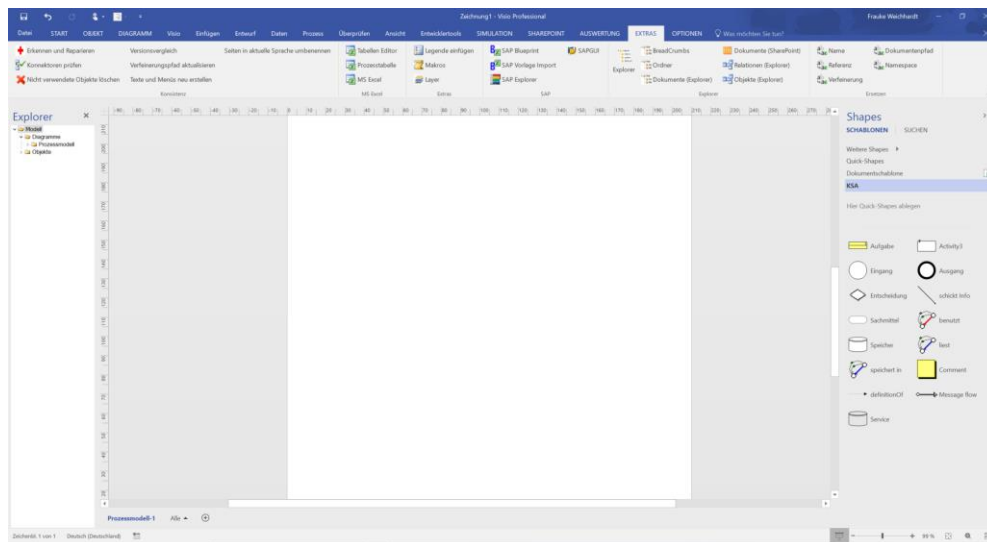 Zeichnung1 - Visio Professional
Frauke Weichhardt
Datei START OBJEKT DIAGRAMM Visio Einfügen Entwurf Daten Prozess Überprüfen Ansicht Entwicklertools SIMULATION SHAREPOINT AUSWERTUNG EXTRAS OPTIONEN Was möchten Sie tun?
Erkennen und Reparieren Versionsvergleich Seiten in aktuelle Sprache umbenennen Tabellen Editor Legende einfügen SAP Blueprint SAPGUI BreadCrumbs Dokumente (SharePoint) Name Dokumentenpfad
Konnektoren prüfen Verfeinerungspfad aktualisieren Prozesstabelle Makros SAP Vorlage Import Explorer Ordner Relationen (Explorer) Referenz Namespace
Nicht verwendete Objekte löschen Texte und Menüs neu erstellen MS Excel Layer SAP Explorer Dokumente (Explorer) Objekte (Explorer) Verfeinerung
Konsistenz MS Excel Extras SAP Explorer Ersetzen
Explorer
Modell
Diagramme
Prozessmodell
Objekte
Shapes
SCHABLONEN SUCHEN
Weitere Shapes
Quick-Shapes
Dokumentschablone
KSA
Hier Quick-Shapes ablegen
Aufgabe Activity3
Eingang Ausgang
Entscheidung schickt Info
Sachmittel benutzt
Speicher liest
speichert in Comment
definitionOf Message flow
Service
Prozessmodell-1 Alle
Zeichenbl. 1 von 1 Deutsch (Deutschland)